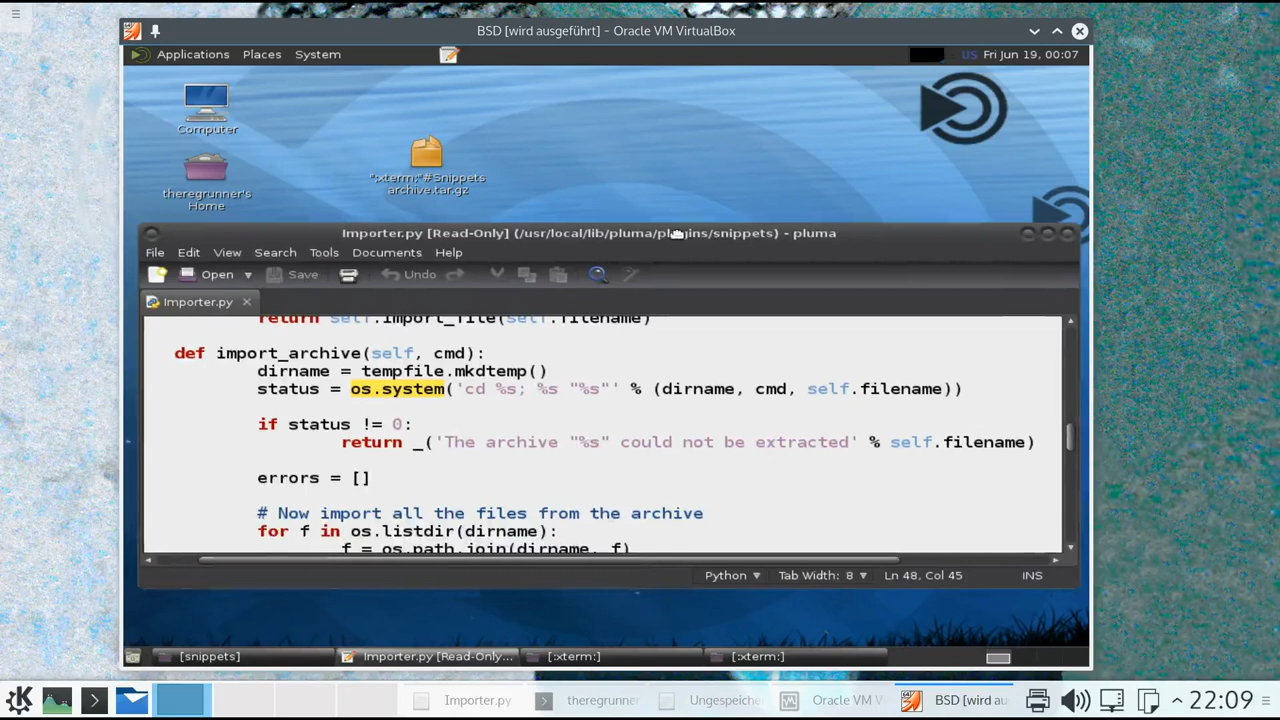 BSD [wird ausgeführt] - Oracle VM VirtualBox
Applications Places System US Fri Jun 19, 00:07
Computer
theregrunner's
Home
";xterm;"#Snippets
archive.tar.gz
Importer.py [Read-Only] (/usr/local/lib/pluma/plugins/snippets) - pluma
File Edit View Search Tools Documents Help
Open Save Undo
Importer.py
return self.import_file(self.filename)
def import_archive(self, cmd):
dirname = tempfile.mkdtemp()
status = os.system('cd %s; %s "%s"' % (dirname, cmd, self.filename))
if status != 0:
return _('The archive "%s" could not be extracted' % self.filename)
errors = []
# Now import all the files from the archive
for f in os.listdir(dirname):
f = os.path.join(dirname, f)
Python Tab Width: 8 Ln 48, Col 45 INS
[snippets] Importer.py [Read-Only... [:xterm:] [:xterm:]
Importer.py theregrunner Ungespeiche Oracle VM V BSD [wird au 22:09